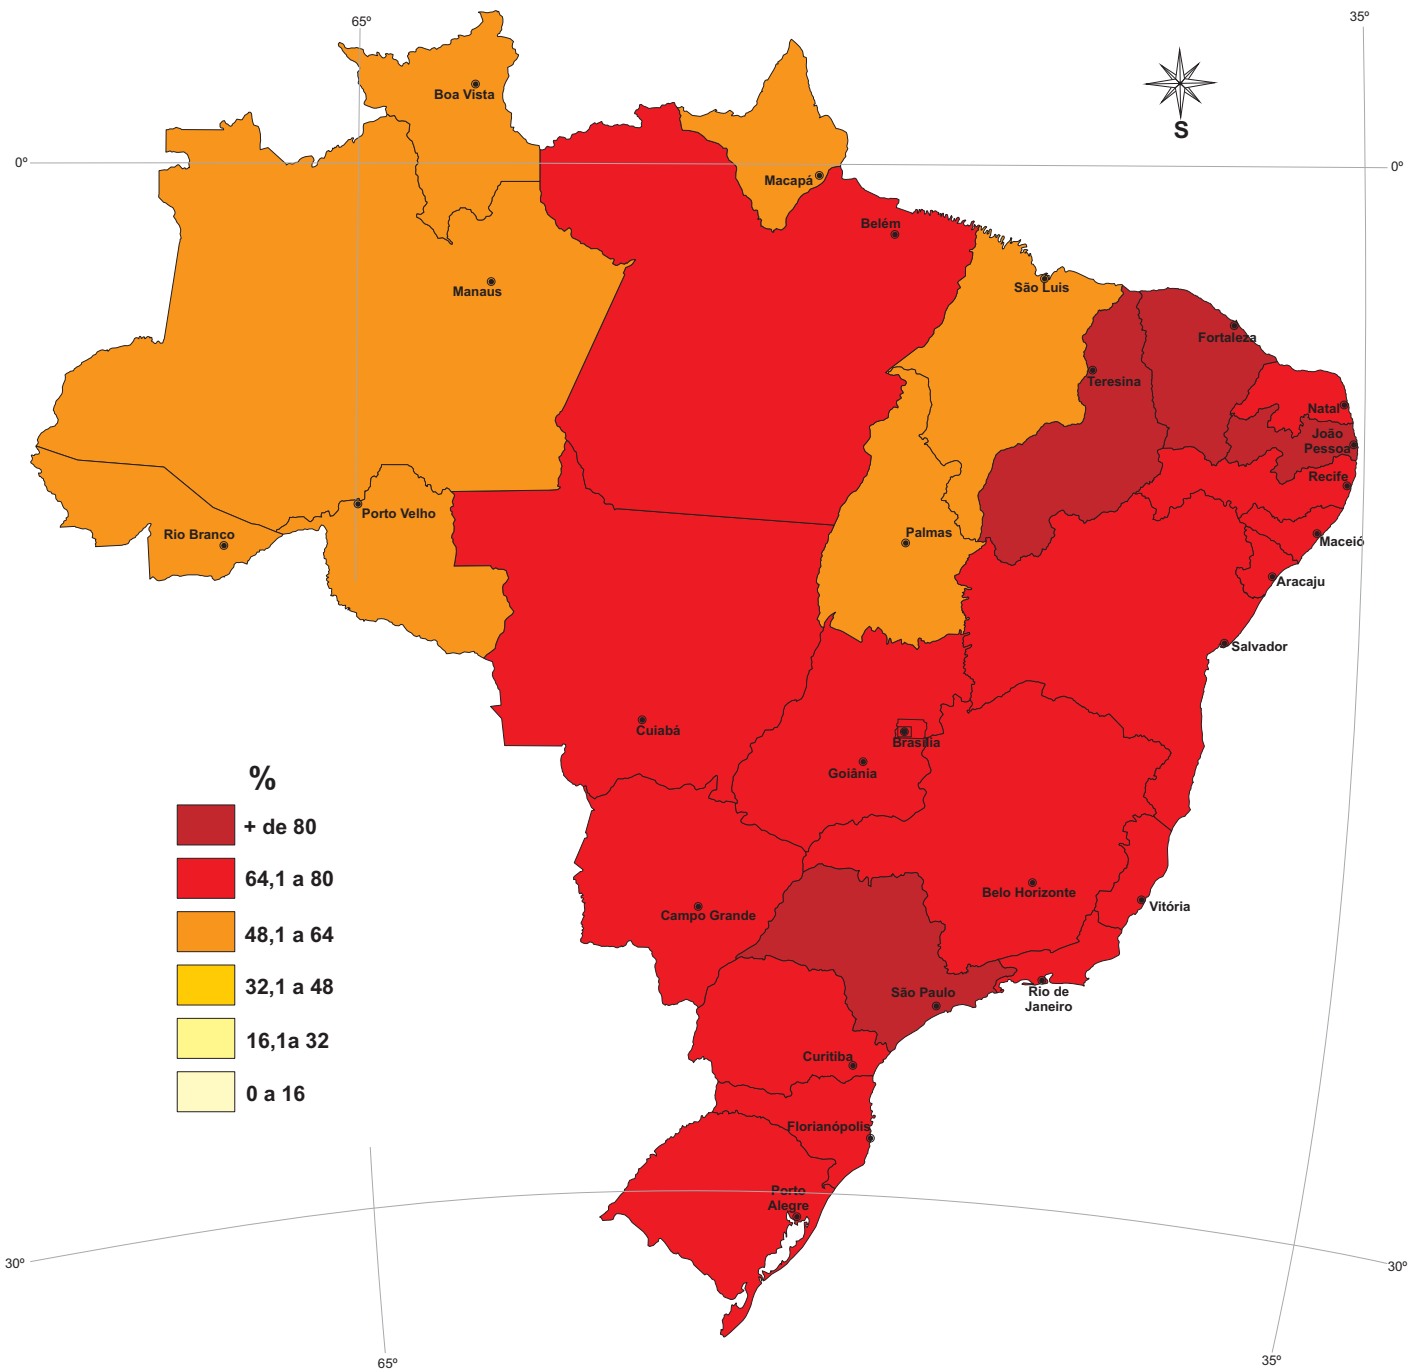 65º
35º
Boa Vista
S
0º
0º
Macapá
Belém
São Luis
Manaus
Fortaleza
Teresina
Natal
João
Pessoa
Recife
Porto Velho
Rio Branco
Palmas
Maceió
Aracaju
Salvador
Cuiabá
Brasília
Goiânia
%
+ de 80
64,1 a 80
48,1 a 64
32,1 a 48
16,1a 32
0 a 16
Belo Horizonte
Vitória
Campo Grande
São Paulo
Rio de
Janeiro
Curitiba
Florianópolis
Porto
Alegre
30º
30º
65º
35º